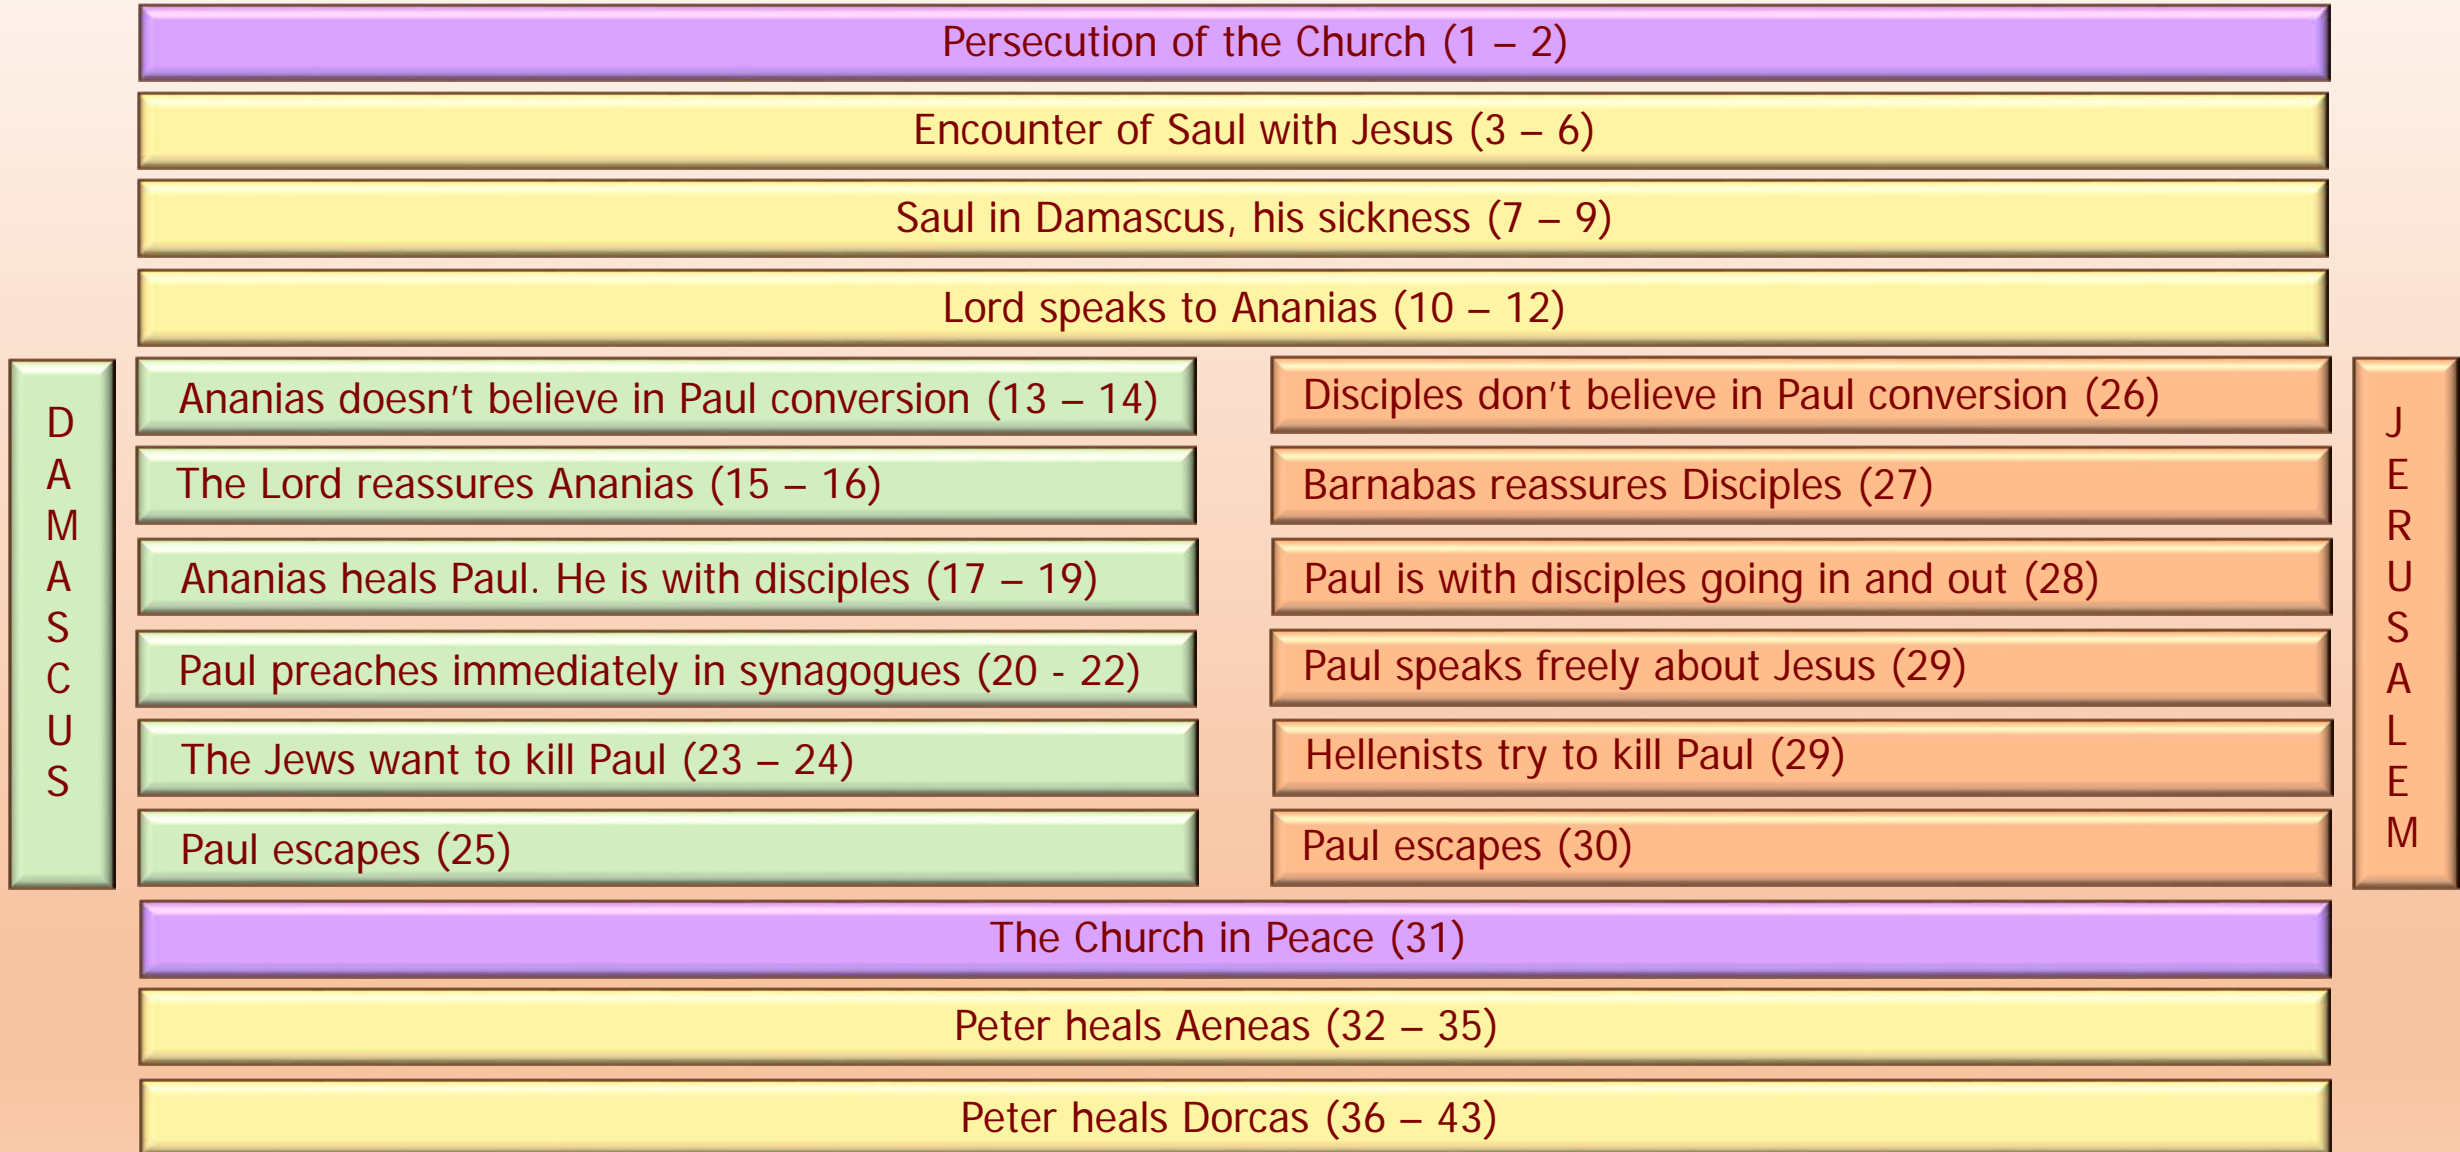 Persecution of the Church (1 – 2)
Encounter of Saul with Jesus (3 – 6)
Saul in Damascus, his sickness (7 – 9)
Lord speaks to Ananias (10 – 12)
DAMASCUS
Ananias doesn't believe in Paul conversion (13 – 14)
The Lord reassures Ananias (15 – 16)
Ananias heals Paul. He is with disciples (17 – 19)
Paul preaches immediately in synagogues (20 - 22)
The Jews want to kill Paul (23 – 24)
Paul escapes (25)
Disciples don't believe in Paul conversion (26)
Barnabas reassures Disciples (27)
Paul is with disciples going in and out (28)
Paul speaks freely about Jesus (29)
Hellenists try to kill Paul (29)
Paul escapes (30)
JERUSALEM
The Church in Peace (31)
Peter heals Aeneas (32 – 35)
Peter heals Dorcas (36 – 43)